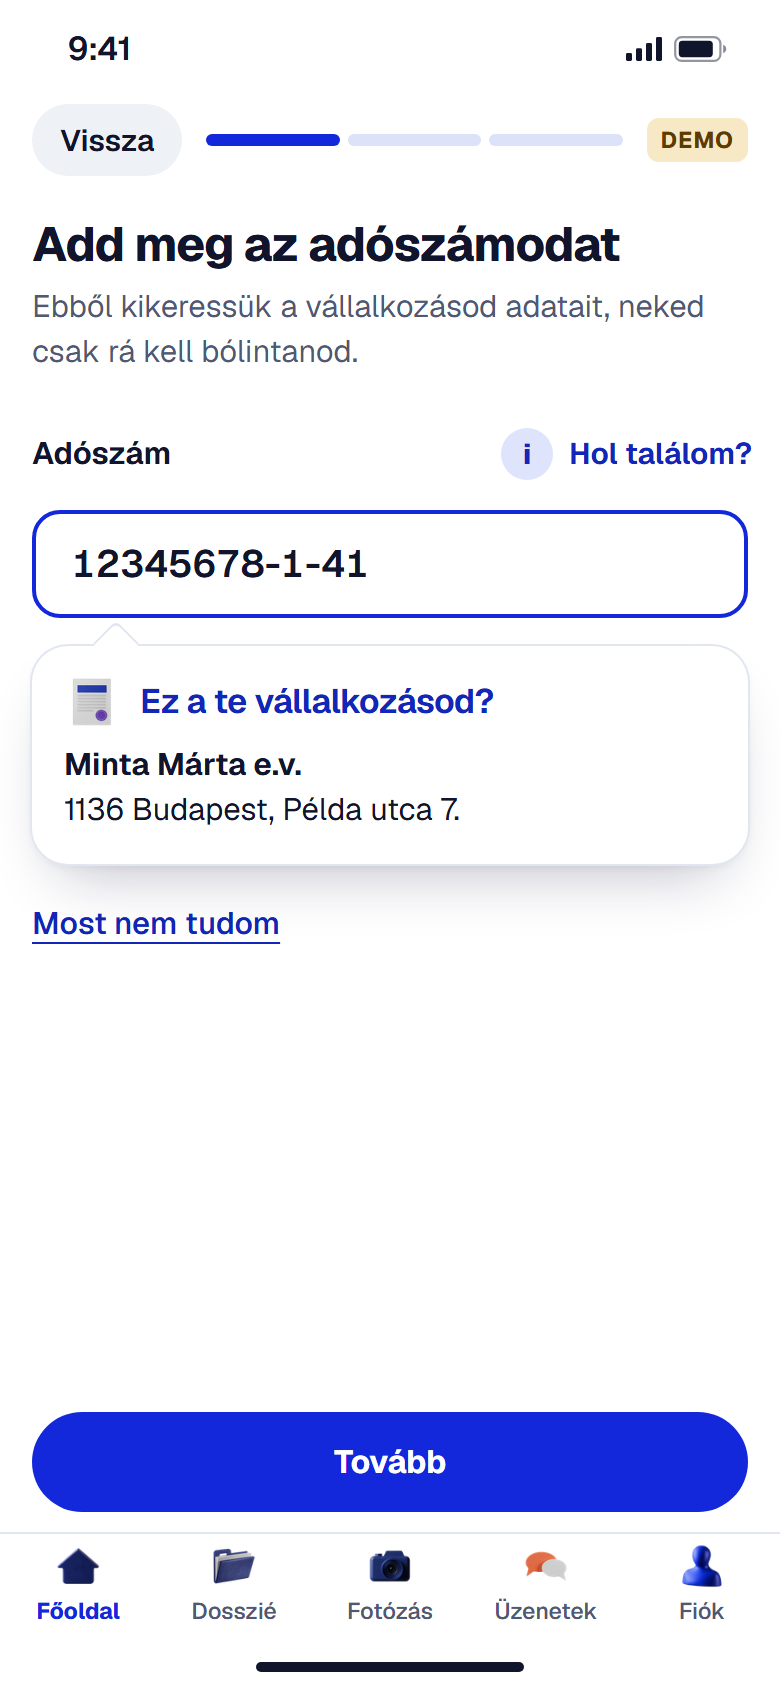 9:41
Vissza
DEMO
Add meg az adószámodat
Ebből kikeressük a vállalkozásod adatait, neked
csak rá kell bólintanod.
Adószám
i Hol találom?
12345678-1-41
Ez a te vállalkozásod?
Minta Márta e.v.
1136 Budapest, Példa utca 7.
Most nem tudom
Tovább
Főoldal
Dosszié
Fotózás
Üzenetek
Fiók